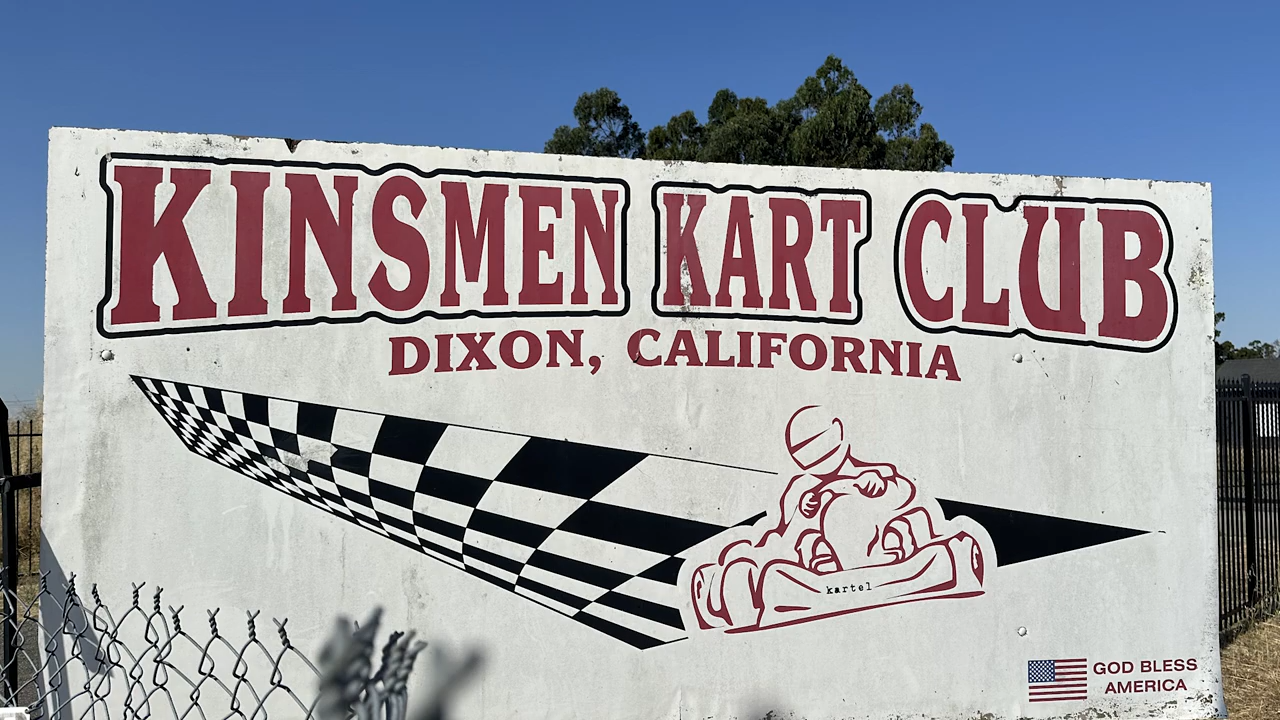 KINSMEN KART CLUB
DIXON, CALIFORNIA
kartel
GOD BLESS
AMERICA